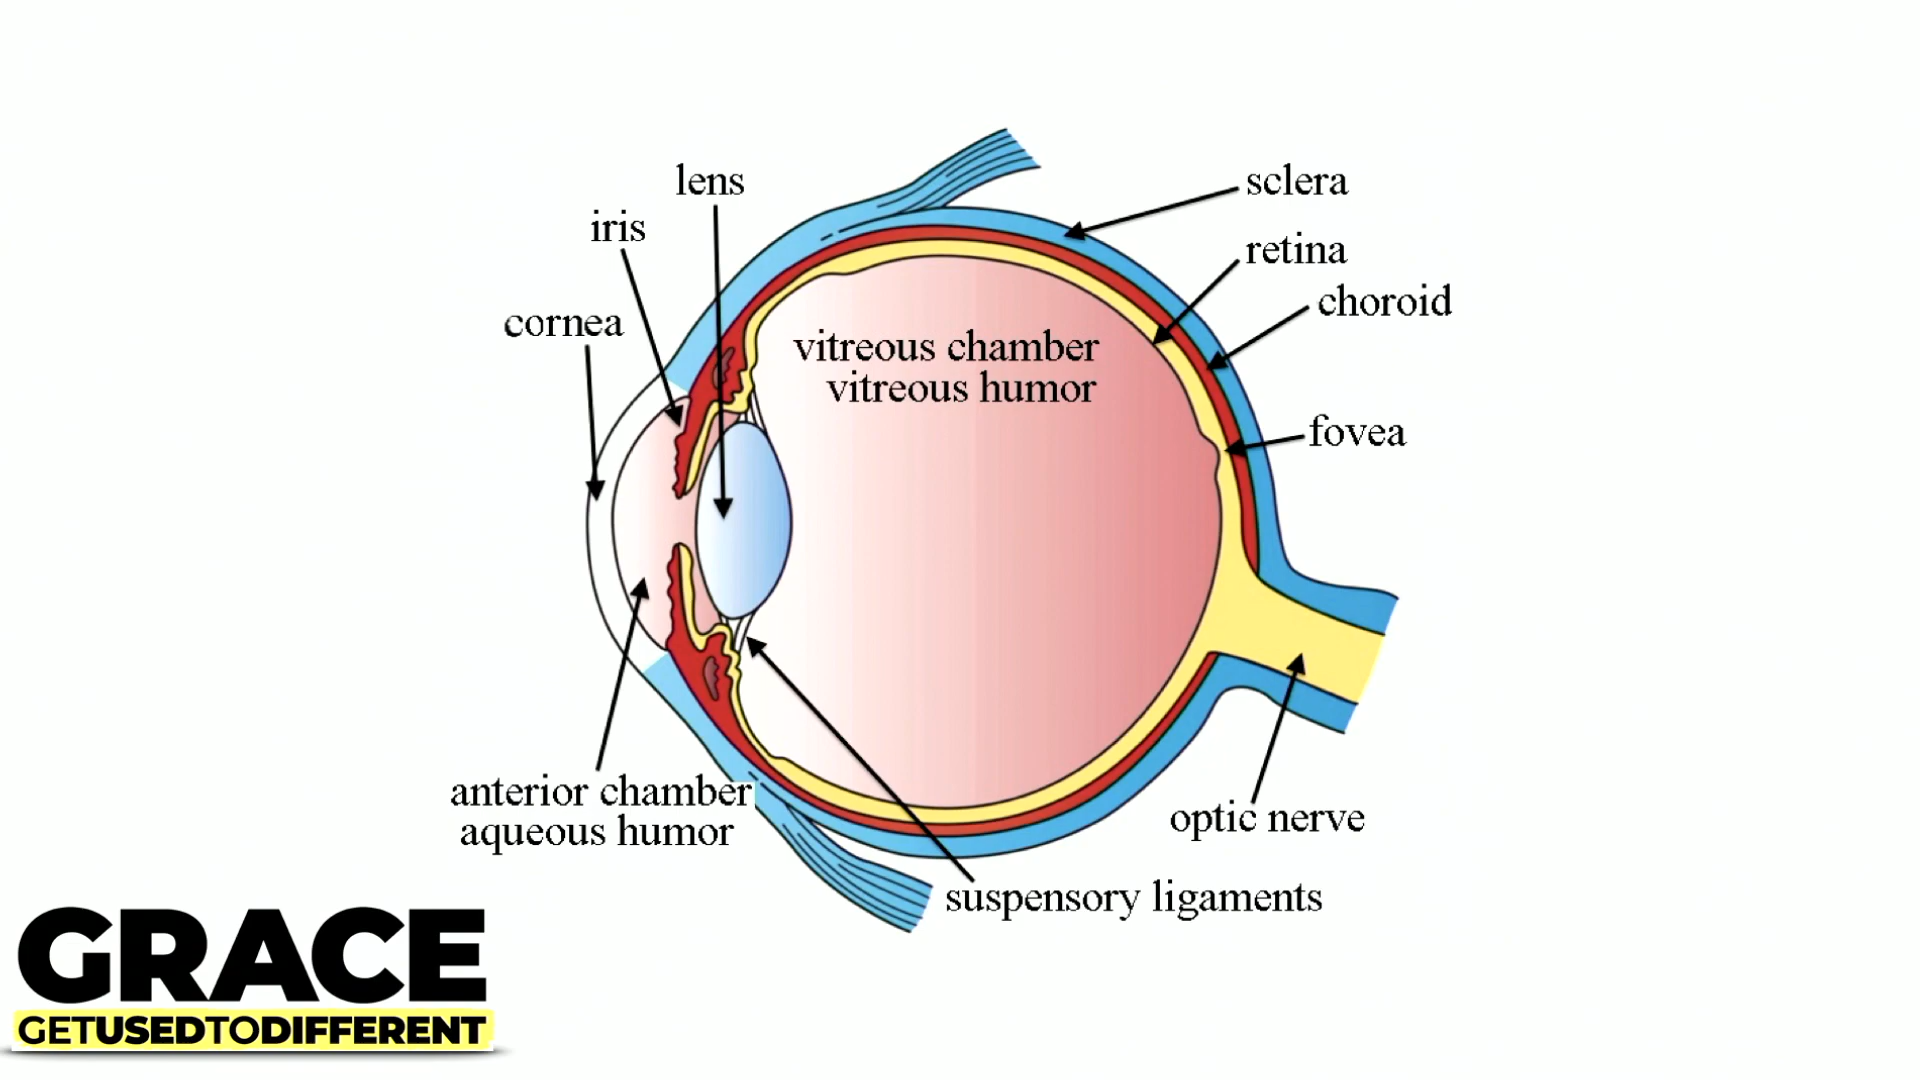 lens
iris
cornea
sclera
retina
choroid
vitreous chamber
vitreous humor
fovea
anterior chamber
aqueous humor
optic nerve
suspensory ligaments
GRACE
GETUSEDTODIFFERENT